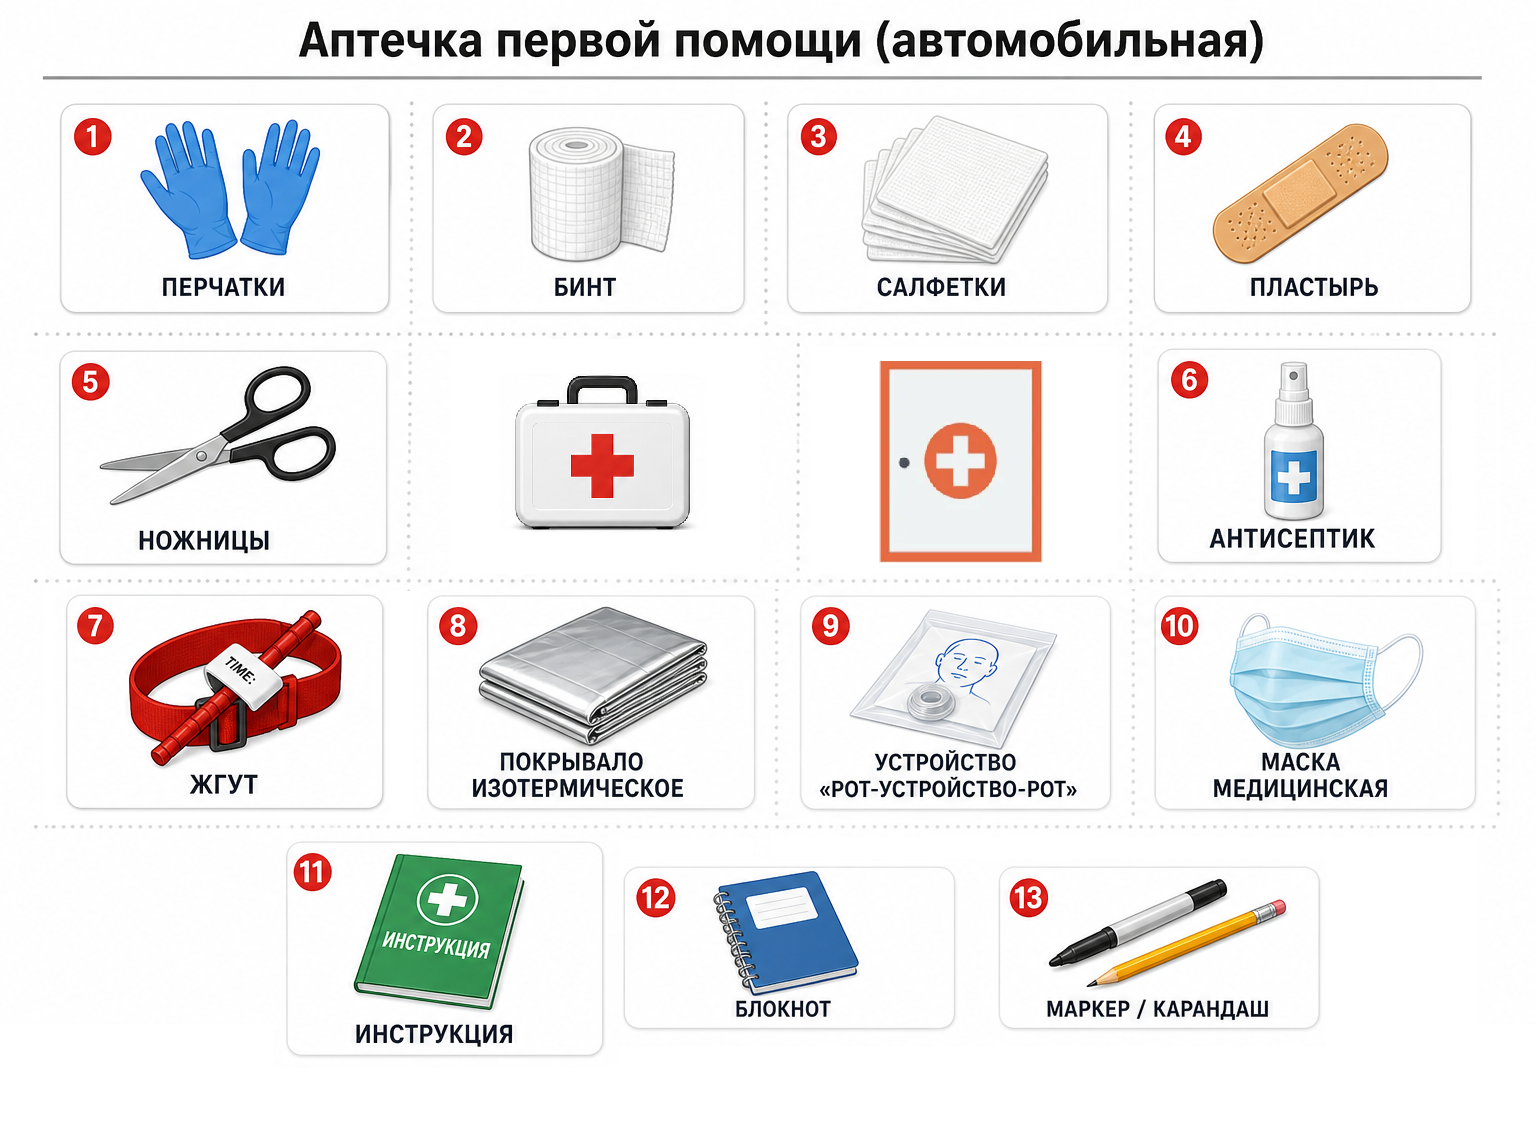 Аптечка первой помощи (автомобильная)
1
ПЕРЧАТКИ
2
БИНТ
3
САЛФЕТКИ
4
ПЛАСТЫРЬ
5
НОЖНИЦЫ
6
АНТИСЕПТИК
7
TIME:
ЖГУТ
8
ПОКРЫВАЛО
ИЗОТЕРМИЧЕСКОЕ
9
УСТРОЙСТВО
«РОТ-УСТРОЙСТВО-РОТ»
10
МАСКА
МЕДИЦИНСКАЯ
11
ИНСТРУКЦИЯ
ИНСТРУКЦИЯ
12
БЛОКНОТ
13
МАРКЕР / КАРАНДАШ